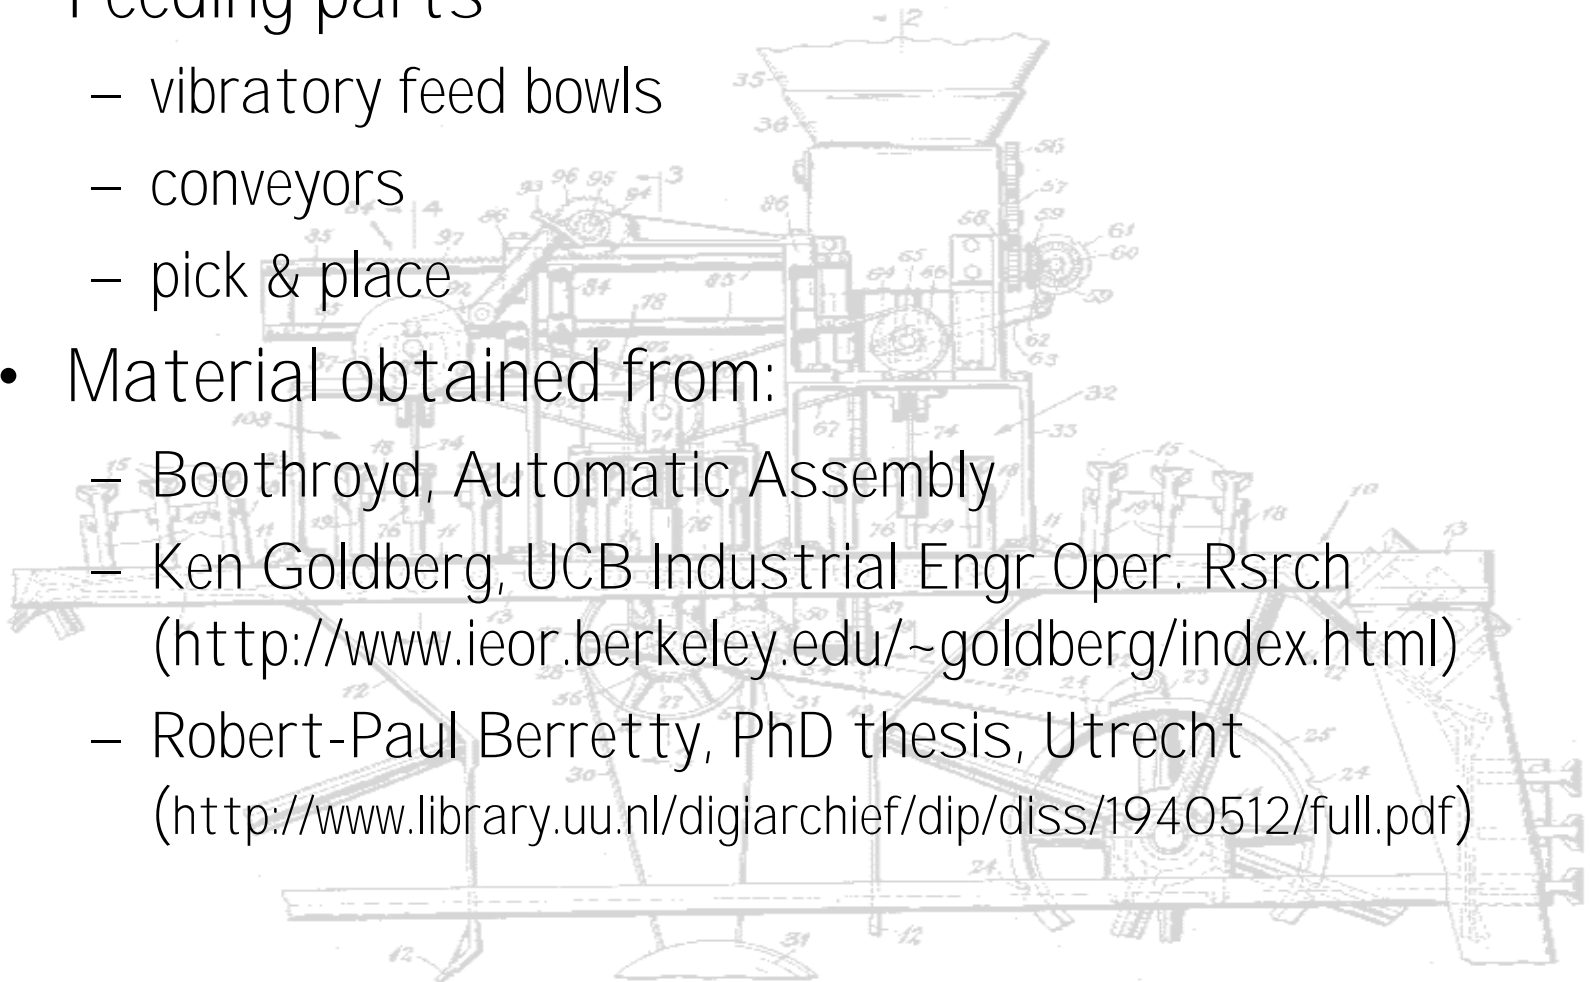 Feeding parts
– vibratory feed bowls
– conveyors
– pick & place
• Material obtained from:
– Boothroyd, Automatic Assembly
– Ken Goldberg, UCB Industrial Engr Oper. Rsrch
(http://www.ieor.berkeley.edu/~goldberg/index.html)
– Robert-Paul Berretty, PhD thesis, Utrecht
(http://www.library.uu.nl/digiarchief/dip/diss/1940512/full.pdf)